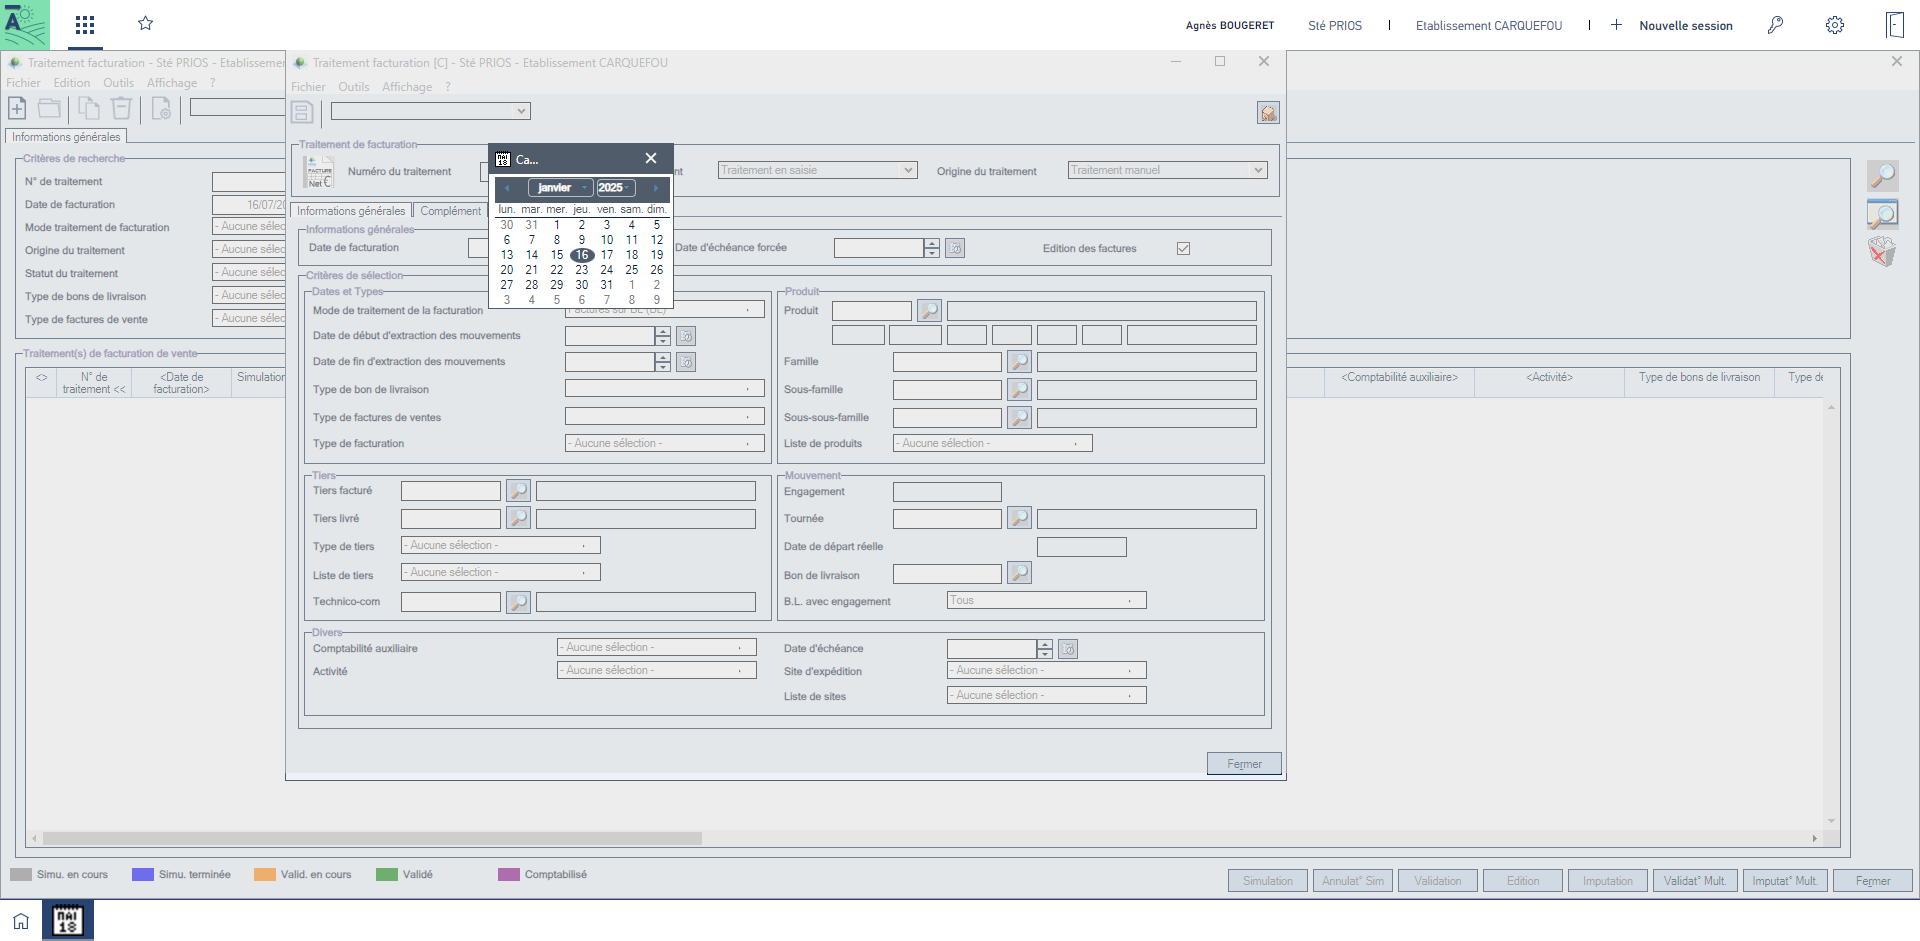 Agnès BOUGERET
Sté PRIOS
Etablissement CARQUEFOU
Nouvelle session
Traitement facturation - Sté PRIOS - Etablissement
Fichier Edition Outils Affichage ?
Informations générales
Critères de recherche
N° de traitement
Date de facturation 16/07/20
Mode traitement de facturation - Aucune sélec
Origine du traitement - Aucune sélec
Statut du traitement - Aucune sélec
Type de bons de livraison - Aucune sélec
Type de factures de vente - Aucune sélec
Traitement(s) de facturation de vente
<> N° de traitement << <Date de facturation> Simulation
<Comptabilité auxiliaire> <Activité> Type de bons de livraison Type de
Traitement facturation [C] - Sté PRIOS - Etablissement CARQUEFOU
Fichier Outils Affichage ?
Traitement de facturation
FACTURE
Net €
Numéro du traitement
nt Traitement en saisie
Origine du traitement Traitement manuel
Informations générales Complément
Informations générales
Date de facturation
Date d'échéance forcée
Edition des factures
Ca...
janvier 2025
lun. mar. mer. jeu. ven. sam. dim.
30 31 1 2 3 4 5
6 7 8 9 10 11 12
13 14 15 16 17 18 19
20 21 22 23 24 25 26
27 28 29 30 31 1 2
3 4 5 6 7 8 9
Critères de sélection
Dates et Types
Mode de traitement de la facturation Factures sur BL (BL)
Date de début d'extraction des mouvements
Date de fin d'extraction des mouvements
Type de bon de livraison
Type de factures de ventes
Type de facturation - Aucune sélection -
Produit
Produit
Famille
Sous-famille
Sous-sous-famille
Liste de produits - Aucune sélection -
Tiers
Tiers facturé
Tiers livré
Type de tiers - Aucune sélection -
Liste de tiers - Aucune sélection -
Technico-com
Mouvement
Engagement
Tournée
Date de départ réelle
Bon de livraison
B.L. avec engagement Tous
Divers
Comptabilité auxiliaire - Aucune sélection -
Activité - Aucune sélection -
Date d'échéance
Site d'expédition - Aucune sélection -
Liste de sites - Aucune sélection -
Fermer
Simu. en cours Simu. terminée Valid. en cours Validé Comptabilisé
Simulation Annulat° Sim Validation Edition Imputation Validat° Mult. Imputat° Mult. Fermer
MAI
18